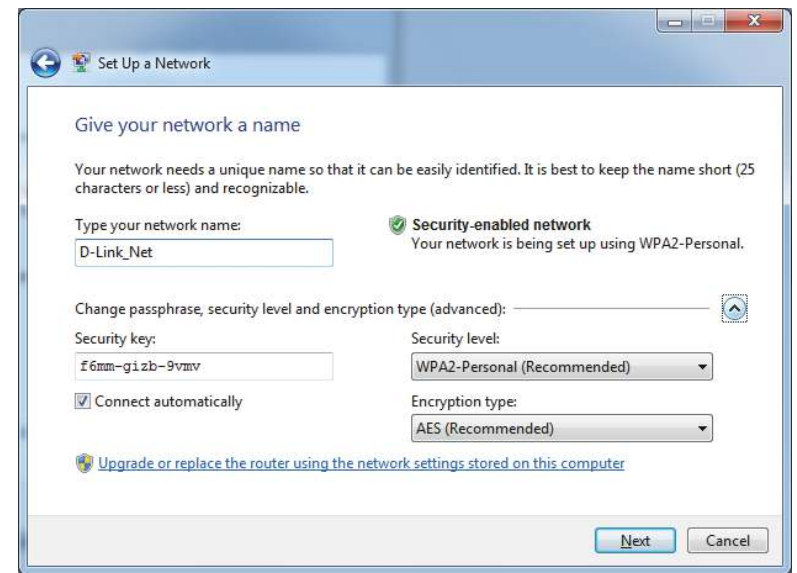 Set Up a Network
Give your network a name
Your network needs a unique name so that it can be easily identified. It is best to keep the name short (25
characters or less) and recognizable.
Type your network name:
D-Link_Net
Security-enabled network
Your network is being set up using WPA2-Personal.
Change passphrase, security level and encryption type (advanced):
Security key:
f6mm-gizb-9vmv
Connect automatically
Security level:
WPA2-Personal (Recommended)
Encryption type:
AES (Recommended)
Upgrade or replace the router using the network settings stored on this computer
Next
Cancel